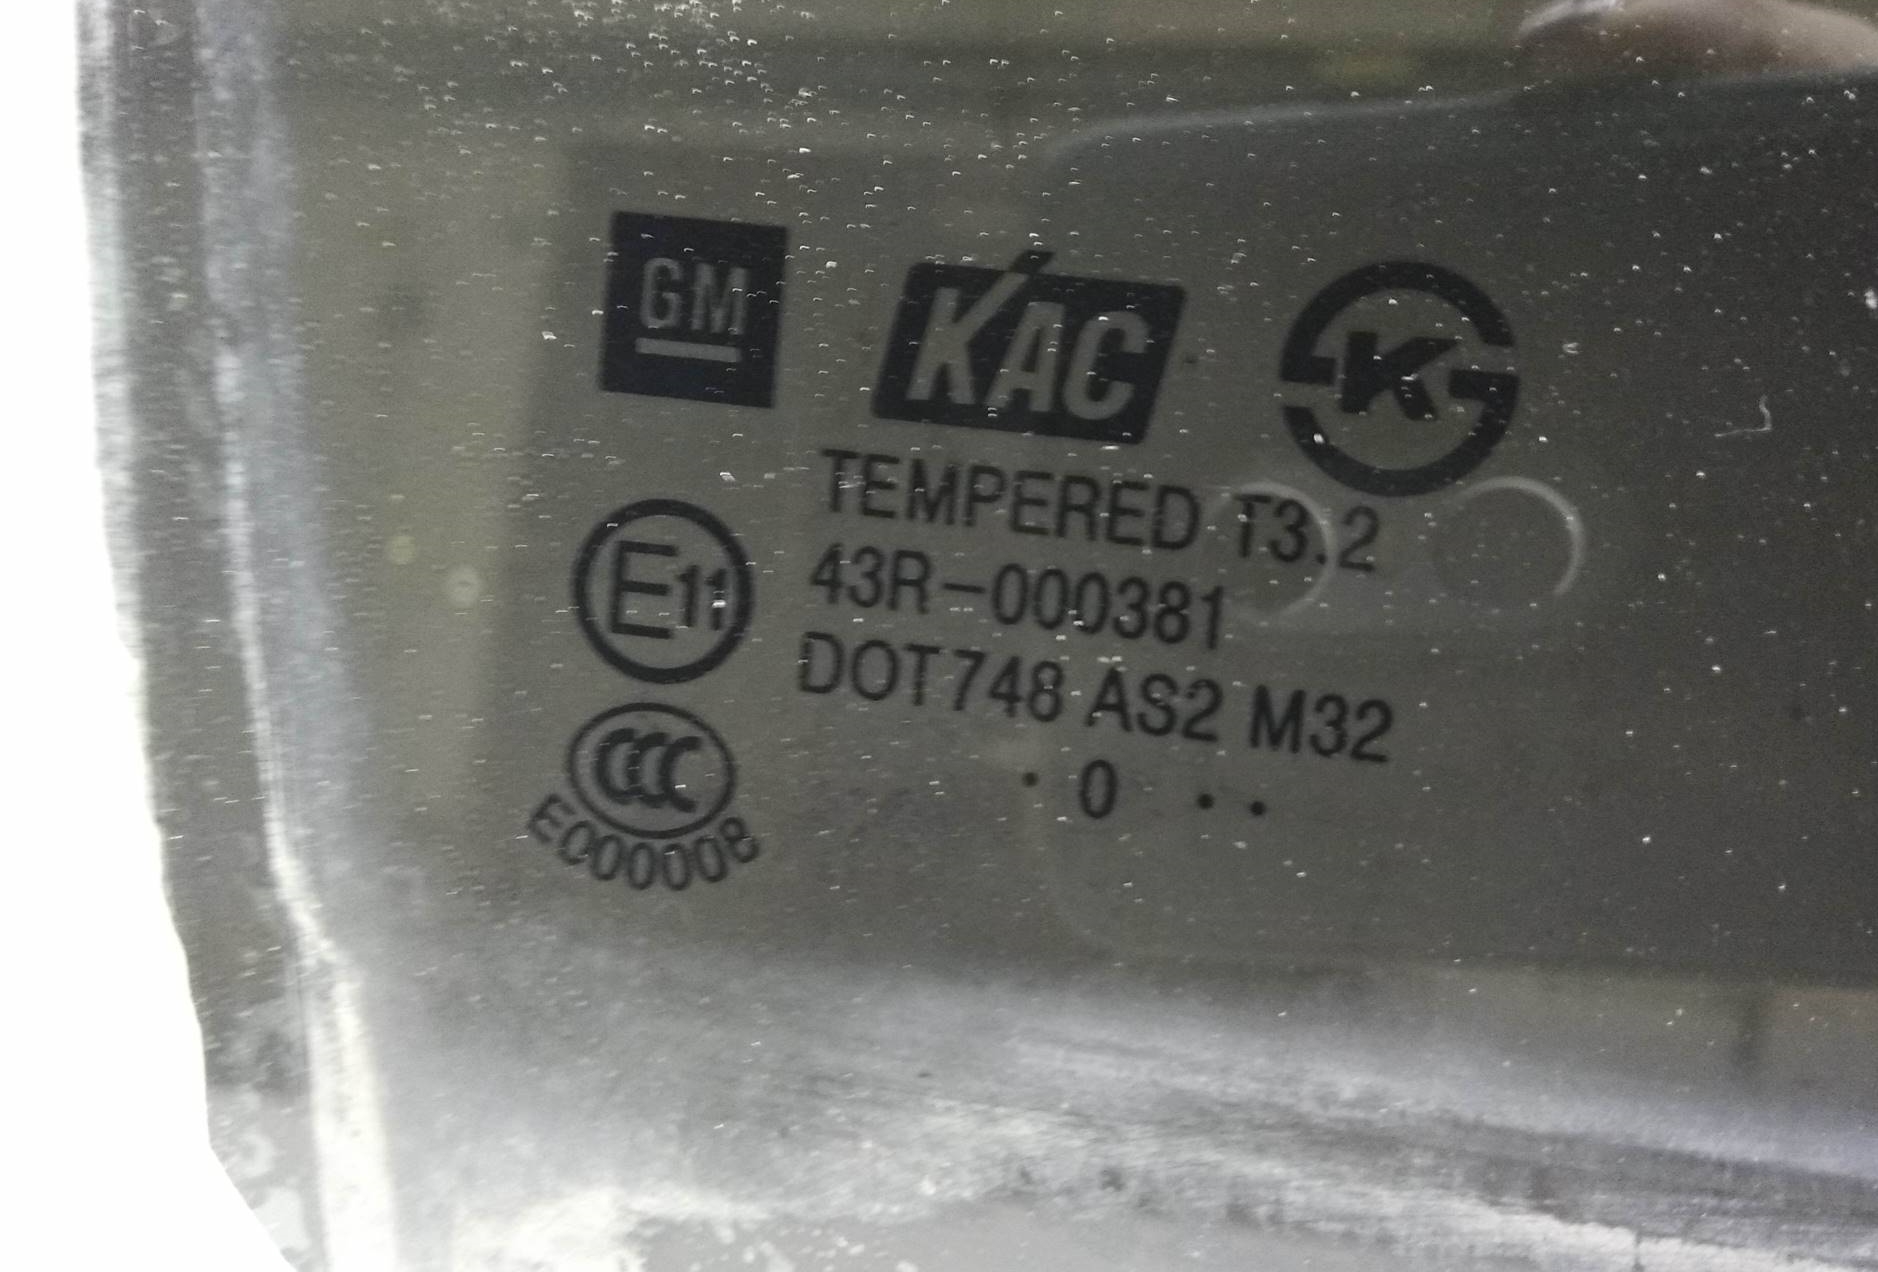 GM
KAC
K
TEMPERED T3.2
E11
43R-000381
DOT748 AS2 M32
CCC
E000008
. 0 . .